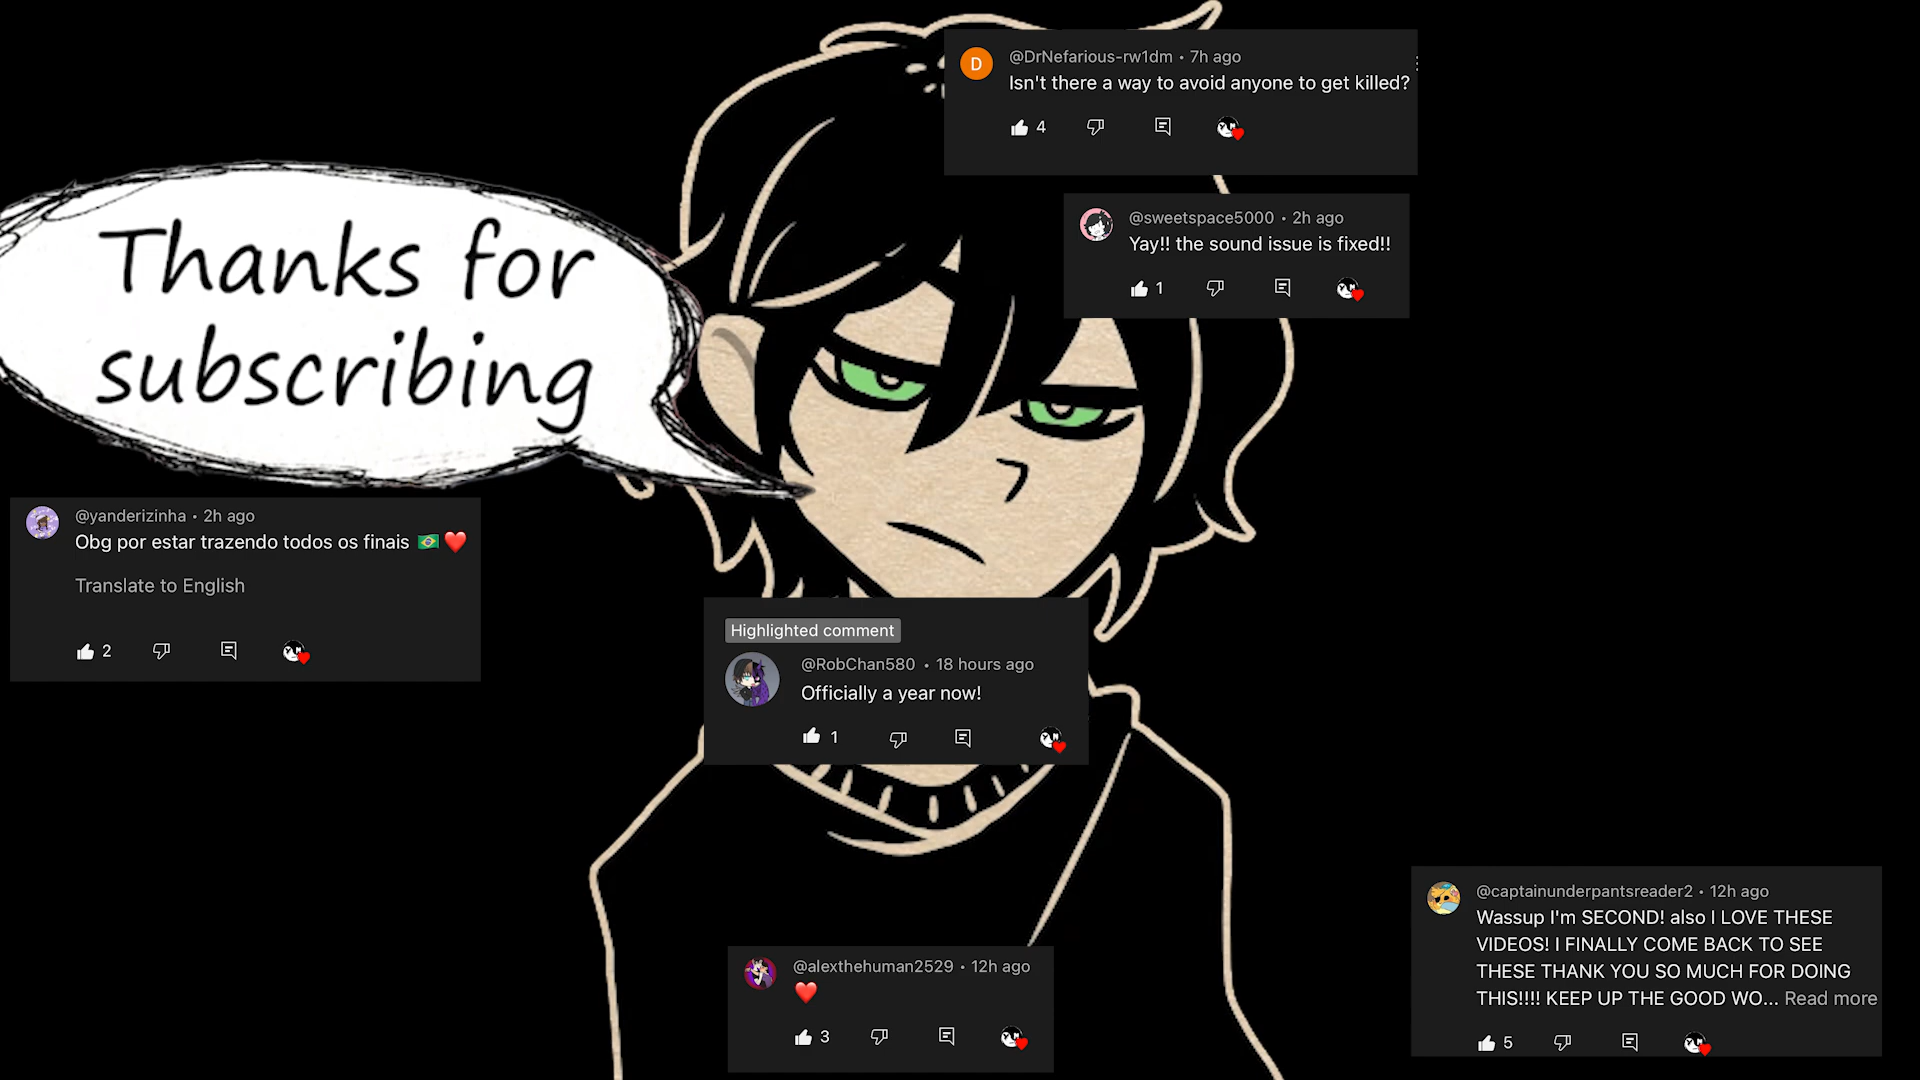 @DrNefarious-rw1dm • 7h ago
Isn't there a way to avoid anyone to get killed?
4
@sweetspace5000 • 2h ago
Yay!! the sound issue is fixed!!
1
Thanks for
subscribing
@yanderizinha • 2h ago
Obg por estar trazendo todos os finais 🇧🇷 ❤️
Translate to English
2
Highlighted comment
@RobChan580 • 18 hours ago
Officially a year now!
1
@captainunderpantsreader2 • 12h ago
Wassup I'm SECOND! also I LOVE THESE
VIDEOS! I FINALLY COME BACK TO SEE
THESE THANK YOU SO MUCH FOR DOING
THIS!!!! KEEP UP THE GOOD WO... Read more
5
@alexthehuman2529 • 12h ago
❤️
3